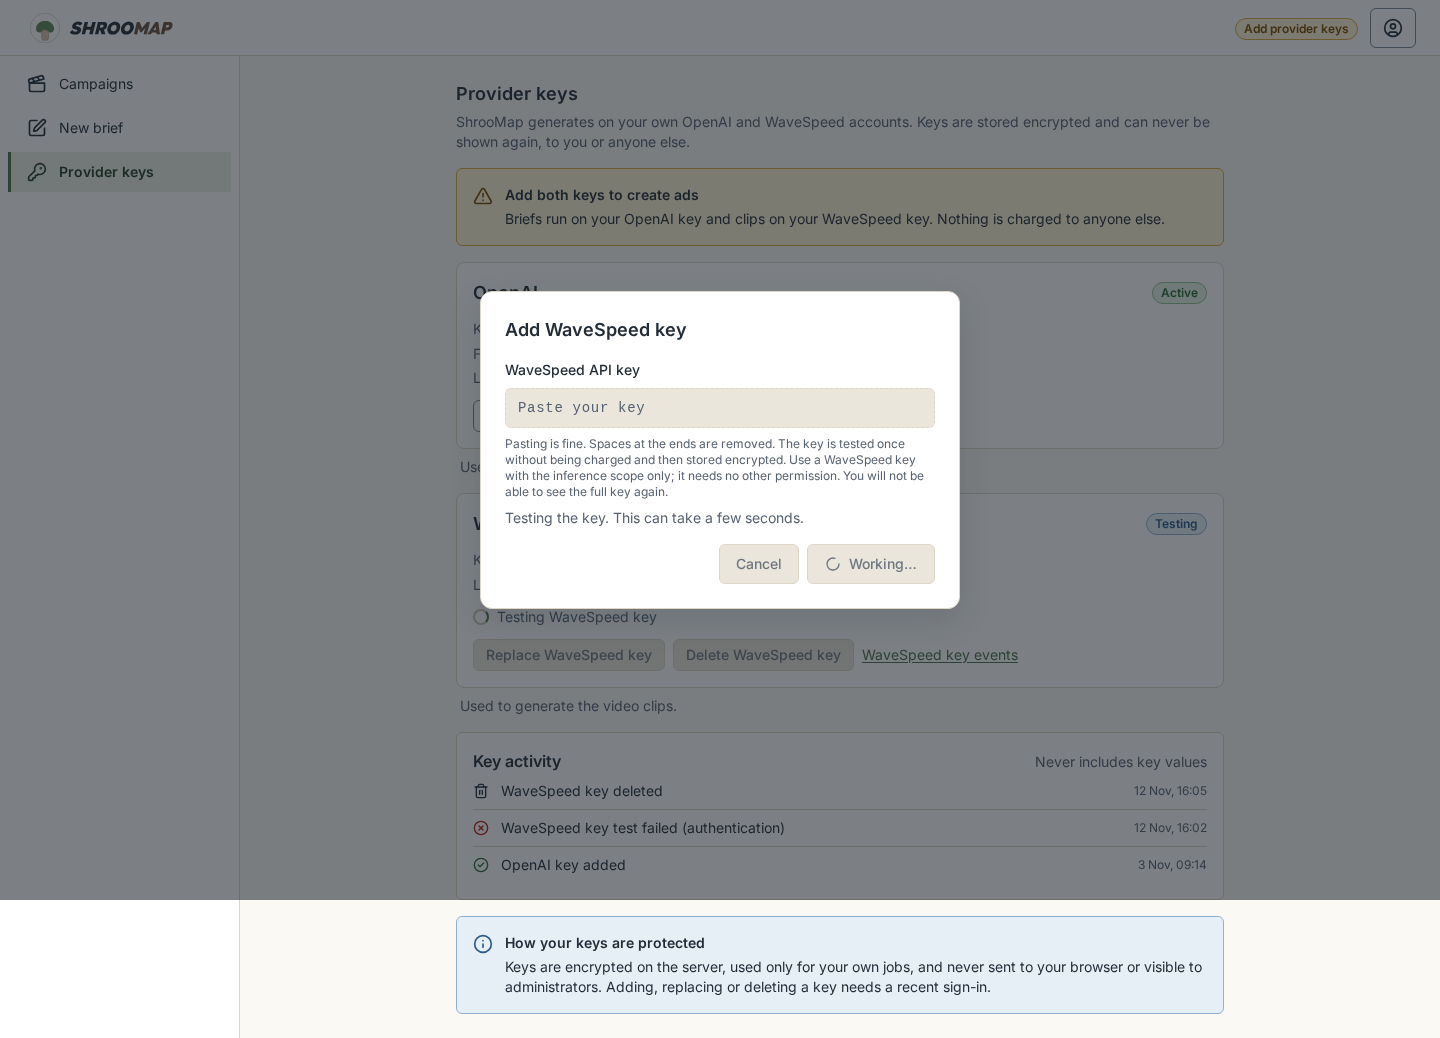 SHROOMAP
Add provider keys
Campaigns
New brief
Provider keys
Provider keys
ShrooMap generates on your own OpenAI and WaveSpeed accounts. Keys are stored encrypted and can never be
shown again, to you or anyone else.
Add both keys to create ads
Briefs run on your OpenAI key and clips on your WaveSpeed key. Nothing is charged to anyone else.
Active
Add WaveSpeed key
WaveSpeed API key
Paste your key
Pasting is fine. Spaces at the ends are removed. The key is tested once
without being charged and then stored encrypted. Use a WaveSpeed key
with the inference scope only; it needs no other permission. You will not be
able to see the full key again.
Testing the key. This can take a few seconds.
Cancel
Working…
Testing
Testing WaveSpeed key
Replace WaveSpeed key
Delete WaveSpeed key
WaveSpeed key events
Used to generate the video clips.
Key activity
Never includes key values
WaveSpeed key deleted
12 Nov, 16:05
WaveSpeed key test failed (authentication)
12 Nov, 16:02
OpenAI key added
3 Nov, 09:14
How your keys are protected
Keys are encrypted on the server, used only for your own jobs, and never sent to your browser or visible to
administrators. Adding, replacing or deleting a key needs a recent sign-in.